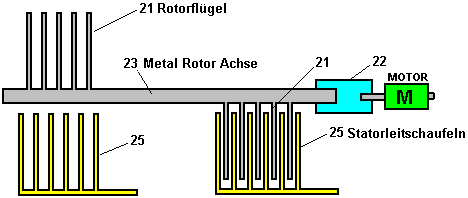 21 Rotorflügel
23 Metal Rotor Achse
21
22
MOTOR
M
25
25 Statorleitschaufeln